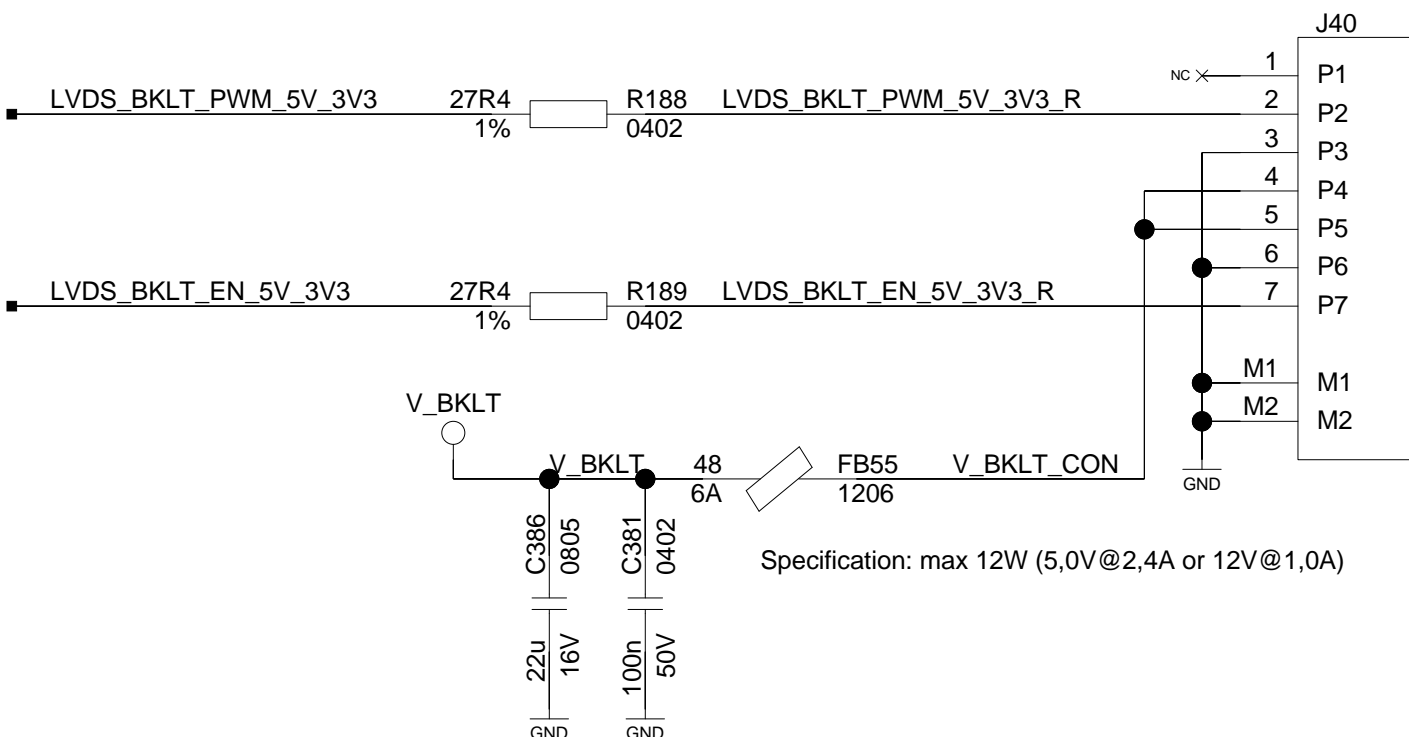 J40
NC 1 P1
LVDS_BKLT_PWM_5V_3V3 27R4 R188 LVDS_BKLT_PWM_5V_3V3_R 2 P2
1% 0402
3 P3
4 P4
5 P5
6 P6
LVDS_BKLT_EN_5V_3V3 27R4 R189 LVDS_BKLT_EN_5V_3V3_R 7 P7
1% 0402
M1 M1
V_BKLT
M2 M2
V_BKLT 48 FB55 V_BKLT_CON
6A 1206
GND
C386 0805
C381 0402
Specification: max 12W (5,0V@2,4A or 12V@1,0A)
22u 16V
100n 50V
GND GND